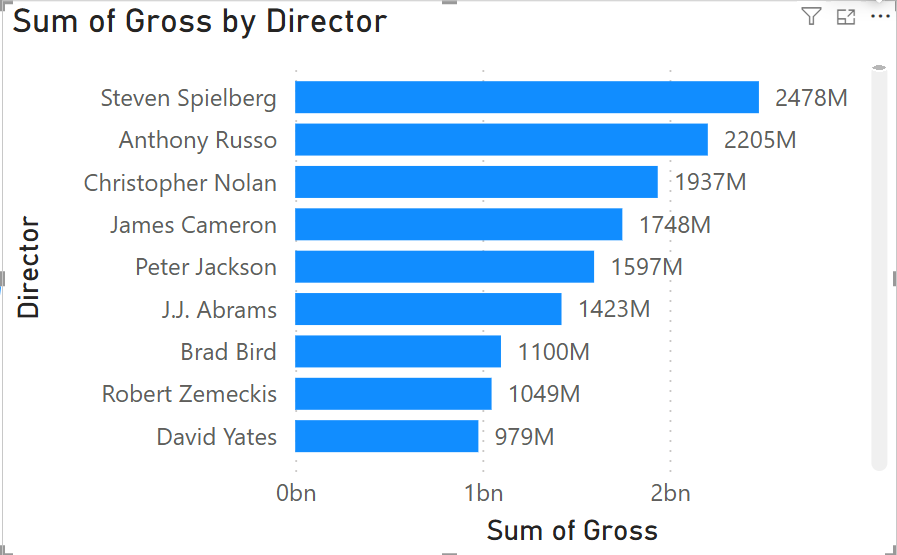 Sum of Gross by Director
Director
Steven Spielberg 2478M
Anthony Russo 2205M
Christopher Nolan 1937M
James Cameron 1748M
Peter Jackson 1597M
J.J. Abrams 1423M
Brad Bird 1100M
Robert Zemeckis 1049M
David Yates 979M
0bn 1bn 2bn
Sum of Gross